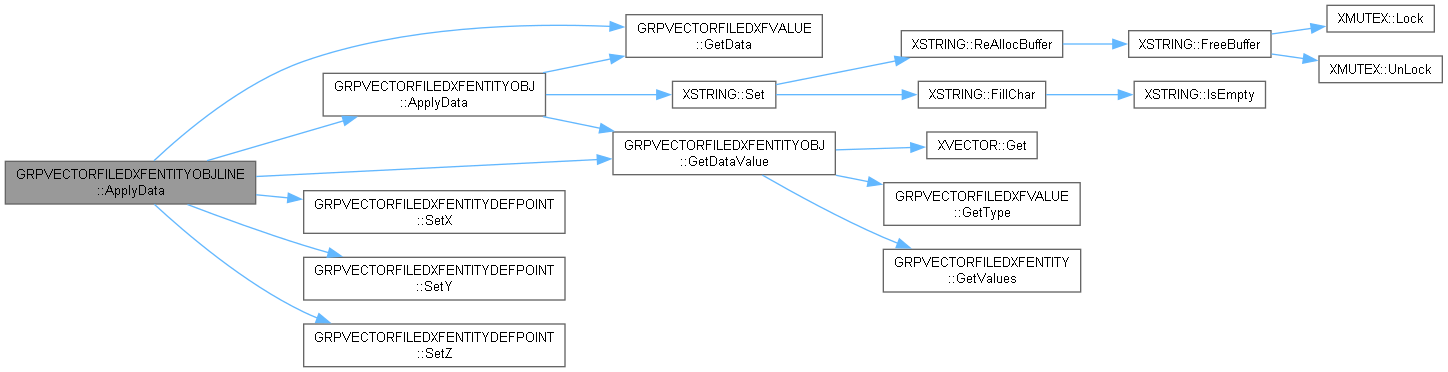 GRPVECTORFILEDXFENTITYOBJLINE
::ApplyData
GRPVECTORFILEDXFVALUE
::GetData
GRPVECTORFILEDXFENTITYOBJ
::ApplyData
XSTRING::Set
XSTRING::ReAllocBuffer
XSTRING::FreeBuffer
XMUTEX::Lock
XMUTEX::UnLock
XSTRING::FillChar
XSTRING::IsEmpty
GRPVECTORFILEDXFENTITYOBJ
::GetDataValue
XVECTOR::Get
GRPVECTORFILEDXFVALUE
::GetType
GRPVECTORFILEDXFENTITY
::GetValues
GRPVECTORFILEDXFENTITYDEFPOINT
::SetX
GRPVECTORFILEDXFENTITYDEFPOINT
::SetY
GRPVECTORFILEDXFENTITYDEFPOINT
::SetZ